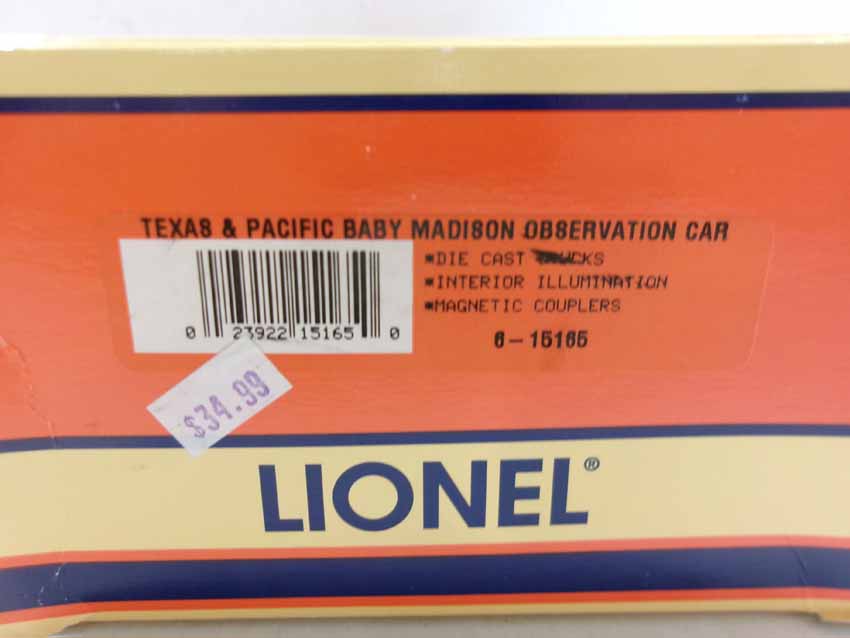 TEXAS & PACIFIC BABY MADISON OBSERVATION CAR
▪DIE CAST TRUCKS
▪INTERIOR ILLUMINATION
▪MAGNETIC COUPLERS
0 23922 15165 0
6-15165
$34.99
LIONEL®